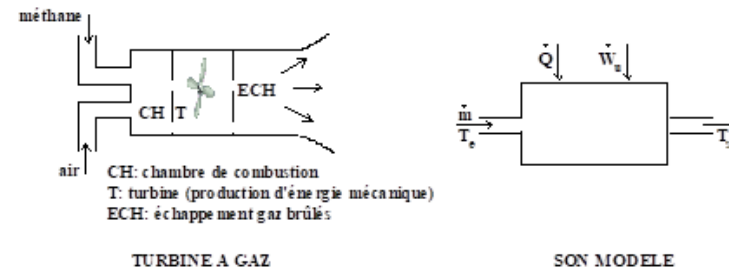 méthane
CH T
ECH
air
CH: chambre de combustion
T: turbine (production d'énergie mécanique)
ECH: échappement gaz brûlés
TURBINE A GAZ
Q̇
Ẇu
ṁ
Te
SON MODELE